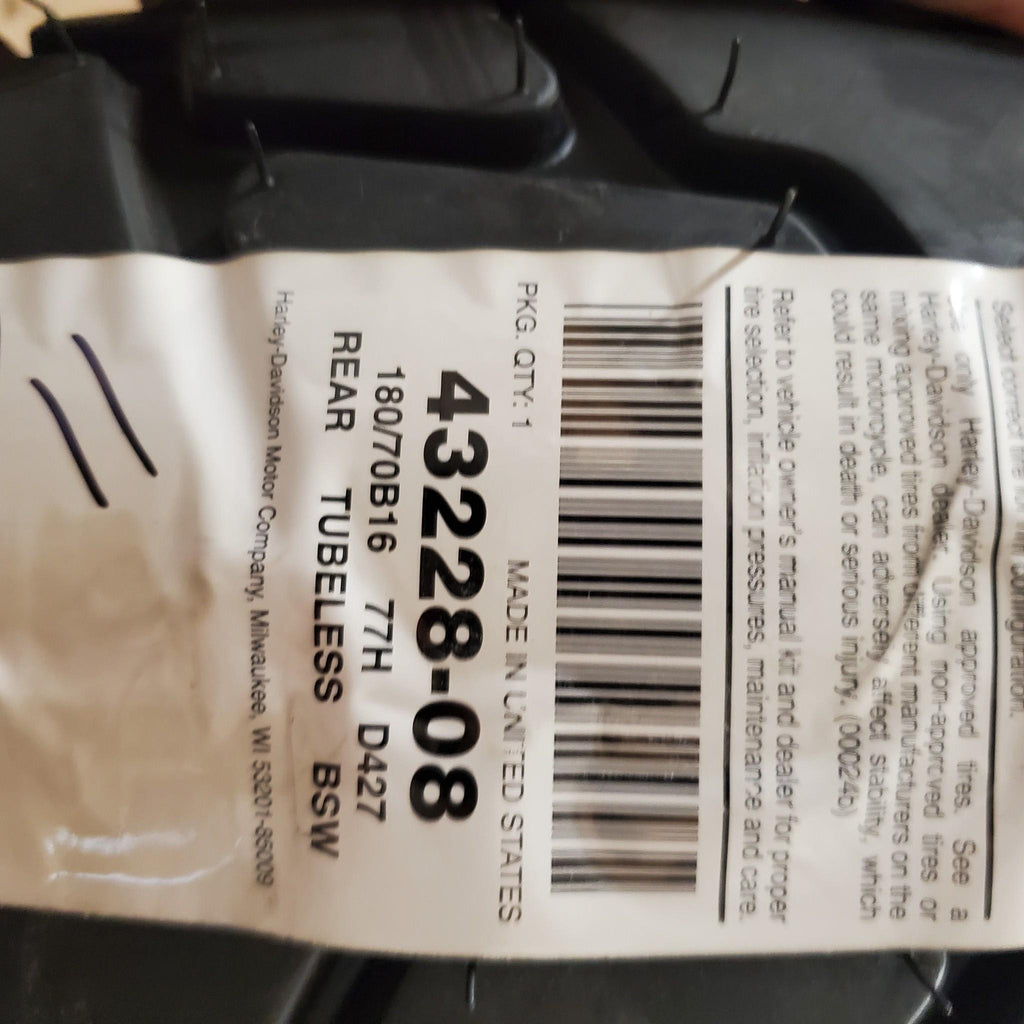 Select correct tire for rim configuration.
only Harley-Davidson approved tires. See a
Harley-Davidson dealer. Using non-approved tires or
mixing approved tires from different manufacturers on the
same motorcycle, can adversely affect stability, which
could result in death or serious injury. (00024b)
Refer to vehicle owner's manual kit and dealer for proper
tire selection, inflation pressures, maintenance and care.
PKG. QTY: 1 MADE IN UNITED STATES
43228-08
180/70B16 77H D427
REAR TUBELESS BSW
Harley-Davidson Motor Company, Milwaukee, WI 53201